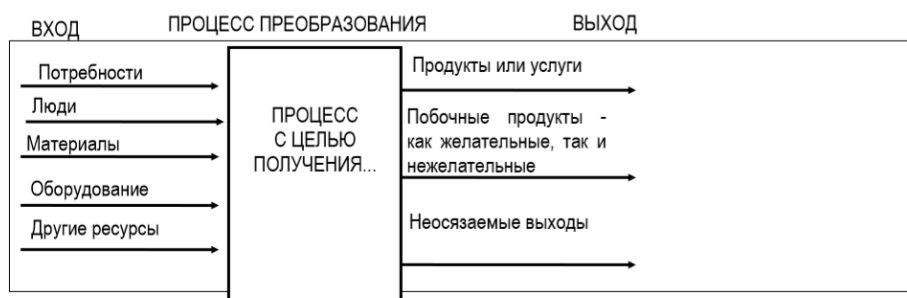 ВХОД
ПРОЦЕСС ПРЕОБРАЗОВАНИЯ
ВЫХОД
Потребности
Люди
Материалы
Оборудование
Другие ресурсы
ПРОЦЕСС
С ЦЕЛЬЮ
ПОЛУЧЕНИЯ...
Продукты или услуги
Побочные продукты -
как желательные, так и
нежелательные
Неосязаемые выходы